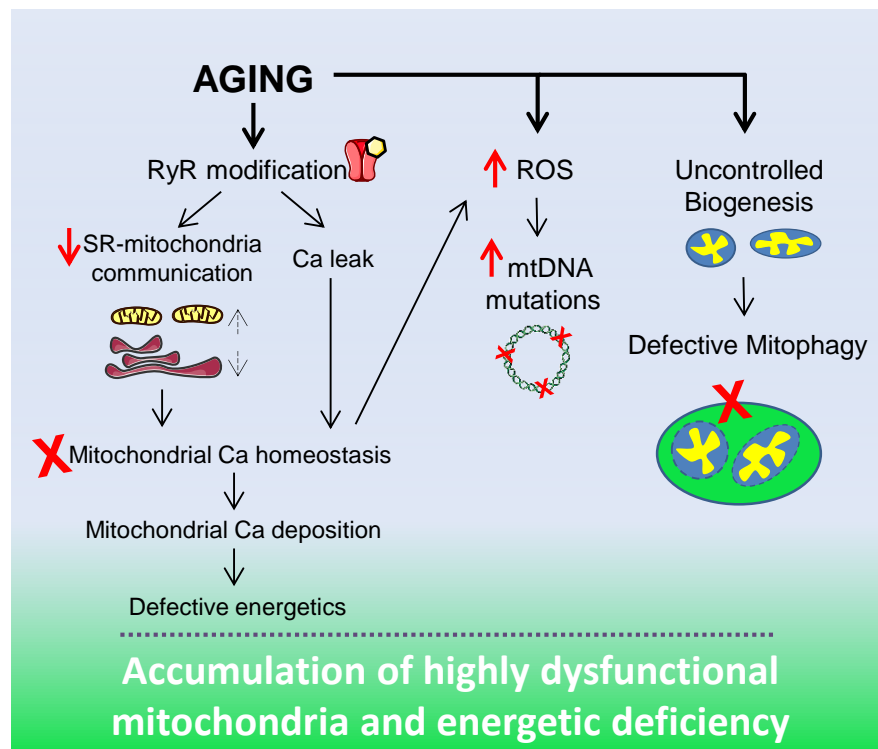 AGING
RyR modification
SR-mitochondria
communication
Ca leak
Mitochondrial Ca homeostasis
Mitochondrial Ca deposition
Defective energetics
ROS
mtDNA
mutations
Uncontrolled
Biogenesis
Defective Mitophagy
Accumulation of highly dysfunctional
mitochondria and energetic deficiency